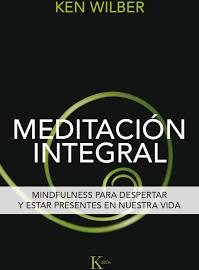 KEN WILBER
MEDITACIÓN
INTEGRAL
MINDFULNESS PARA DESPERTAR
Y ESTAR PRESENTES EN NUESTRA VIDA
K